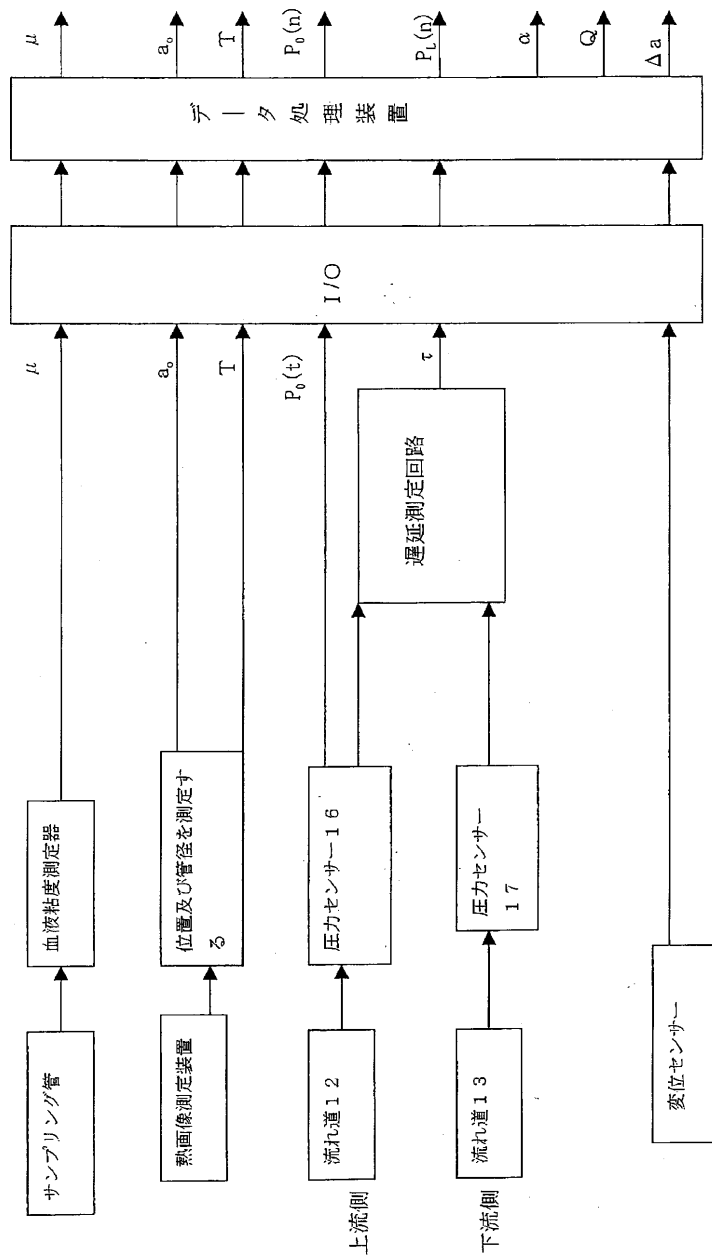 サンプリング管
血液粘度測定器
μ
μ
熱画像測定装置
位置及び管径を測定す
る
a₀
T
a₀
T
上流側
流れ道12
圧力センサー16
P₀(t)
P₀(n)
下流側
流れ道13
圧力センサー
17
遅延測定回路
τ
P_L(n)
α
Q
変位センサー
Δa
I/O
データ処理装置